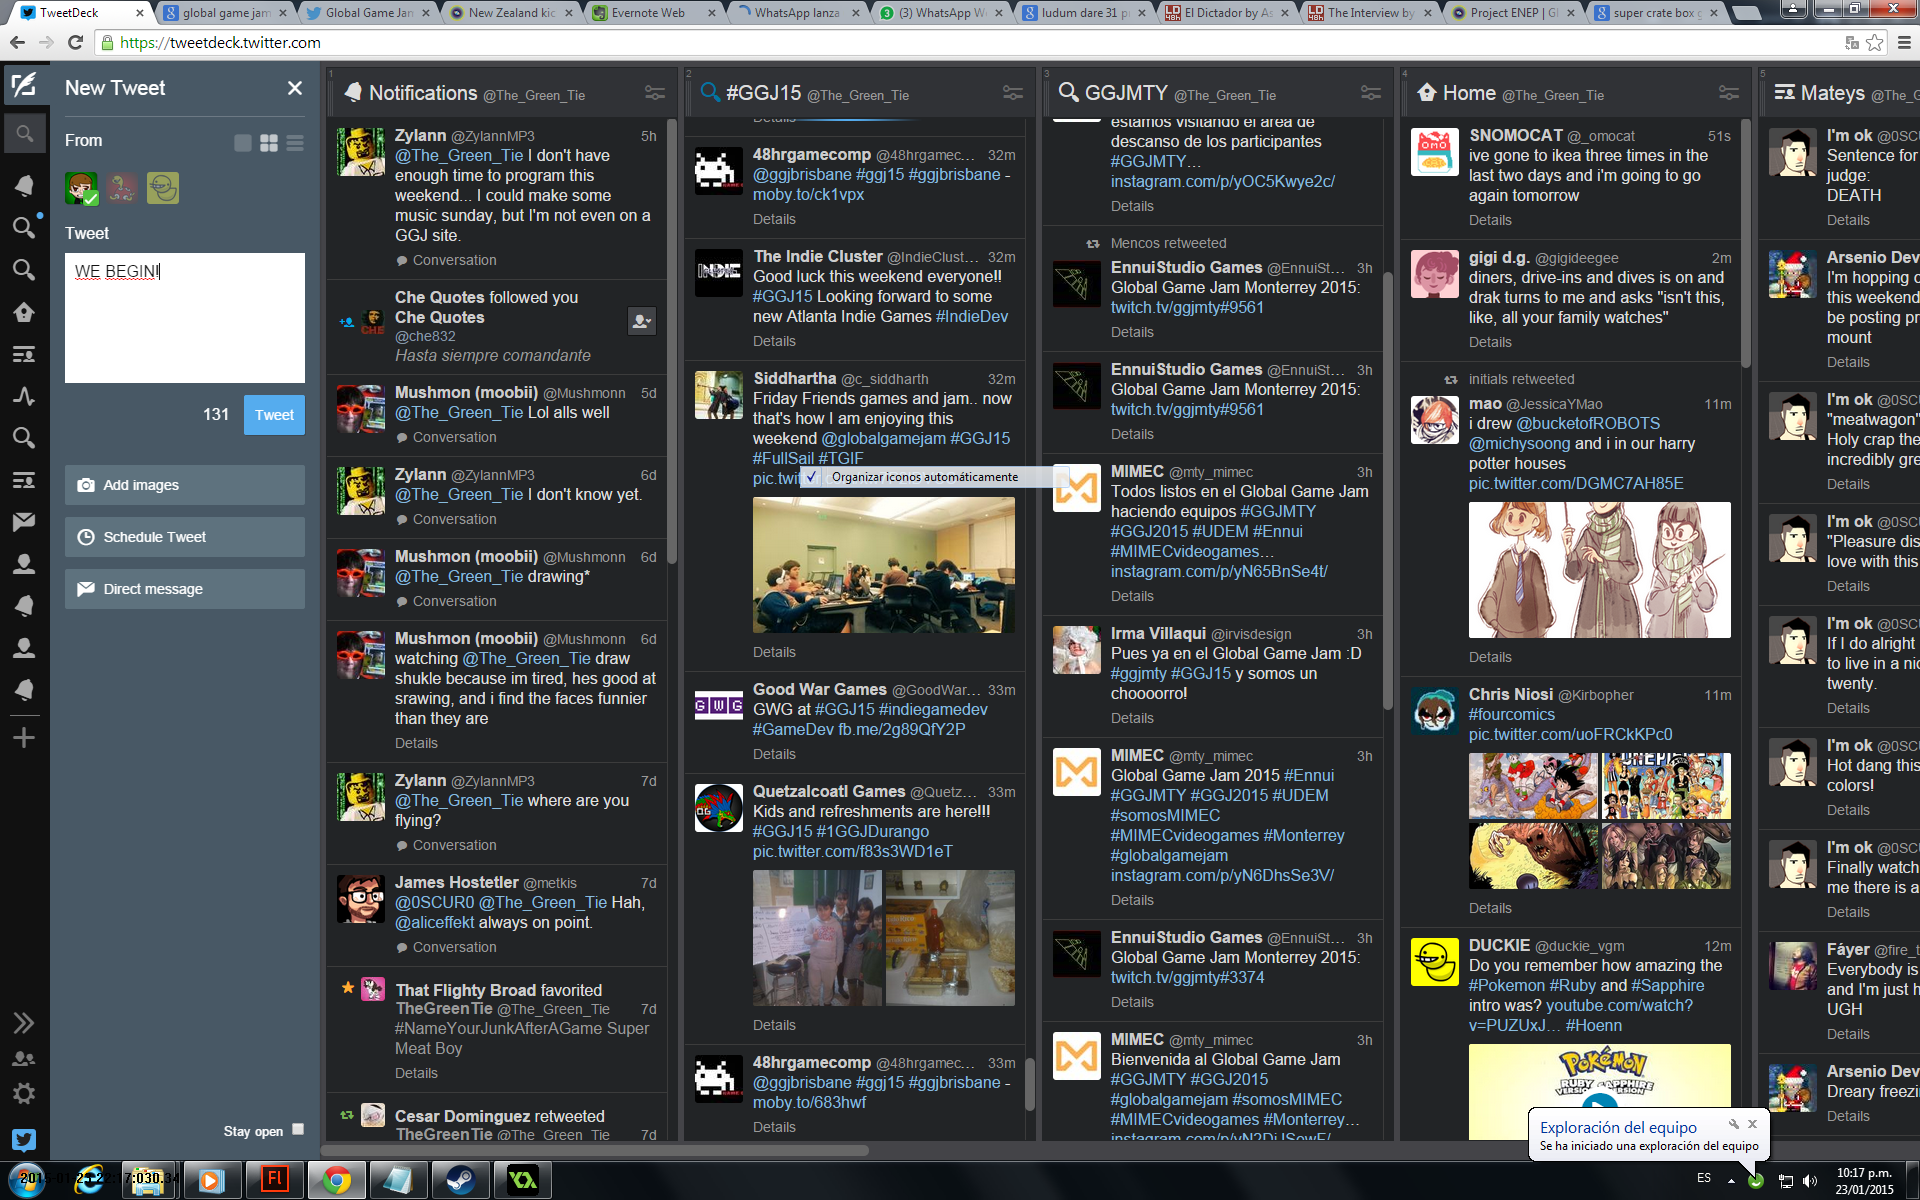 TweetDeck
global game jam
Global Game Jam
New Zealand kic
Evernote Web
WhatsApp lanza
(3) WhatsApp W
ludum dare 31 p
El Dictador by As
The Interview by
Project ENEP | Gl
super crate box g
https://tweetdeck.twitter.com
New Tweet
From
Tweet
WE BEGIN!
131
Tweet
Add images
Schedule Tweet
Direct message
Stay open
1
Notifications @The_Green_Tie
Zylann @ZylannMP3 5h
@The_Green_Tie I don't have
enough time to program this
weekend... I could make some
music sunday, but I'm not even on a
GGJ site.
Conversation
Che Quotes followed you
Che Quotes
@che832
Hasta siempre comandante
Mushmon (moobii) @Mushmonn 5d
@The_Green_Tie Lol alls well
Conversation
Zylann @ZylannMP3 6d
@The_Green_Tie I don't know yet.
Conversation
Mushmon (moobii) @Mushmonn 6d
@The_Green_Tie drawing*
Conversation
Mushmon (moobii) @Mushmonn 6d
watching @The_Green_Tie draw
shukle because im tired, hes good at
srawing, and i find the faces funnier
than they are
Details
Zylann @ZylannMP3 7d
@The_Green_Tie where are you
flying?
Conversation
James Hostetler @metkis 7d
@0SCUR0 @The_Green_Tie Hah,
@aliceffekt always on point.
Conversation
That Flighty Broad favorited
TheGreenTie @The_Green_Tie 7d
#NameYourJunkAfterAGame Super
Meat Boy
Details
Cesar Dominguez retweeted
TheGreenTie @The_Green_Tie 7d
2
#GGJ15 @The_Green_Tie
Details
48hrgamecomp @48hrgamec... 32m
@ggjbrisbane #ggj15 #ggjbrisbane -
moby.to/ck1vpx
Details
The Indie Cluster @IndieClust... 32m
Good luck this weekend everyone!!
#GGJ15 Looking forward to some
new Atlanta Indie Games #IndieDev
Details
Siddhartha @c_siddharth 32m
Friday Friends games and jam.. now
that's how I am enjoying this
weekend @globalgamejam #GGJ15
#FullSail #TGIF
pic.twit
Organizar iconos automáticamente
Details
Good War Games @GoodWar... 33m
GWG at #GGJ15 #indiegamedev
#GameDev fb.me/2g89QfY2P
Details
Quetzalcoatl Games @Quetz... 33m
Kids and refreshments are here!!!
#GGJ15 #1GGJDurango
pic.twitter.com/f83s3WD1eT
Details
48hrgamecomp @48hrgamec... 33m
@ggjbrisbane #ggj15 #ggjbrisbane -
moby.to/683hwf
Details
3
GGJMTY @The_Green_Tie
estamos visitando el area de
descanso de los participantes
#GGJMTY...
instagram.com/p/yOC5Kwye2c/
Details
Mencos retweeted
EnnuiStudio Games @EnnuiSt... 3h
Global Game Jam Monterrey 2015:
twitch.tv/ggjmty#9561
Details
EnnuiStudio Games @EnnuiSt... 3h
Global Game Jam Monterrey 2015:
twitch.tv/ggjmty#9561
Details
MIMEC @mty_mimec 3h
Todos listos en el Global Game Jam
haciendo equipos #GGJMTY
#GGJ2015 #UDEM #Ennui
#MIMECvideogames...
instagram.com/p/yN65BnSe4t/
Details
Irma Villaqui @irvisdesign 3h
Pues ya en el Global Game Jam :D
#ggjmty #GGJ15 y somos un
choooorro!
Details
MIMEC @mty_mimec 3h
Global Game Jam 2015 #Ennui
#GGJMTY #GGJ2015 #UDEM
#somosMIMEC
#MIMECvideogames #Monterrey
#globalgamejam
instagram.com/p/yN6DhsSe3V/
Details
EnnuiStudio Games @EnnuiSt... 3h
Global Game Jam Monterrey 2015:
twitch.tv/ggjmty#3374
Details
MIMEC @mty_mimec 3h
Bienvenida al Global Game Jam
#GGJMTY #GGJ2015
#globalgamejam #somosMIMEC
#MIMECvideogames #Monterrey...
4
Home @The_Green_Tie
SNOMOCAT @_omocat 51s
ive gone to ikea three times in the
last two days and i'm going to go
again tomorrow
Details
gigi d.g. @gigideegee 2m
diners, drive-ins and dives is on and
drak turns to me and asks "isn't this,
like, all your family watches"
Details
initials retweeted
mao @JessicaYMao 11m
i drew @bucketofROBOTS
@michysoong and i in our harry
potter houses
pic.twitter.com/DGMC7AH85E
Details
Chris Niosi @Kirbopher 11m
#fourcomics
pic.twitter.com/uoFRCkKPc0
Details
DUCKIE @duckie_vgm 12m
Do you remember how amazing the
#Pokemon #Ruby and #Sapphire
intro was? youtube.com/watch?
v=PUZUxJ... #Hoenn
POKéMON
5
Mateys @The_G
I'm ok @0SCU
Sentence for
judge:
DEATH
Details
Arsenio Dev
I'm hopping o
this weekend
be posting pr
mount
Details
I'm ok @0SCU
"meatwagon"
Holy crap the
incredibly gre
Details
I'm ok @0SCU
"Pleasure dis
love with this
Details
I'm ok @0SCU
If I do alright
to live in a nic
twenty.
Details
I'm ok @0SCU
Hot dang this
colors!
Details
I'm ok @0SCU
Finally watch
me there is a
Details
Fáyer @fire_t
Everybody is
and I'm just h
UGH
Details
Arsenio Dev
Dreary freezi
Details
Exploración del equipo
Se ha iniciado una exploración del equipo
ES
10:17 p.m.
23/01/2015